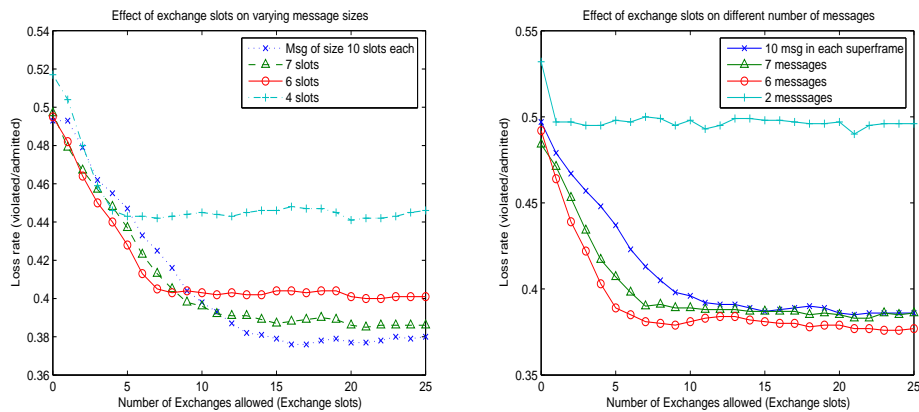 Effect of exchange slots on varying message sizes
0.54
0.52
0.5
0.48
0.46
0.44
0.42
0.4
0.38
0.36
0
5
10
15
20
25
Loss rate (violated/admitted)
Number of Exchanges allowed (Exchange slots)
Msg of size 10 slots each
7 slots
6 slots
4 slots
Effect of exchange slots on different number of messages
0.55
0.5
0.45
0.4
0.35
0
5
10
15
20
25
Loss rate (violated/admitted)
Number of Exchanges allowed (Exchange slots)
10 msg in each superframe
7 messages
6 messages
2 messsages